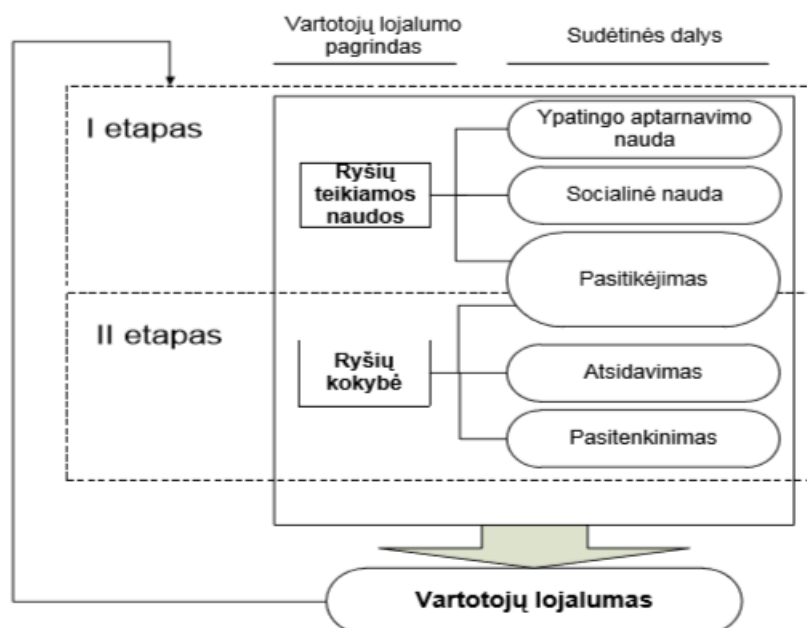 Vartotojų lojalumo
pagrindas
Sudėtinės dalys
I etapas
Ypatingo aptarnavimo
nauda
Ryšių
teikiamos
naudos
Socialinė nauda
Pasitikėjimas
II etapas
Ryšių
kokybė
Atsidavimas
Pasitenkinimas
Vartotojų lojalumas